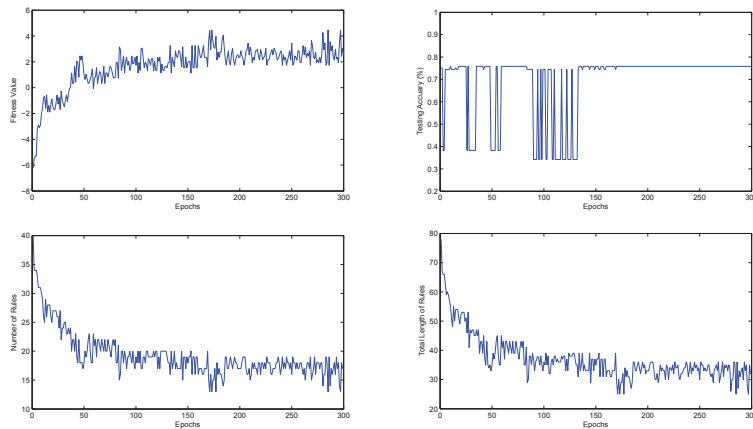 6
4
2
0
−2
−4
−6
−8
0 50 100 150 200 250 300
Epochs
Fitness Value
1
0.9
0.8
0.7
0.6
0.5
0.4
0.3
0.2
0 50 100 150 200 250 300
Epochs
Testing Accuary (%)
40
35
30
25
20
15
10
0 50 100 150 200 250 300
Epochs
Number of Rules
80
70
60
50
40
30
20
0 50 100 150 200 250 300
Epochs
Total Length of Rules